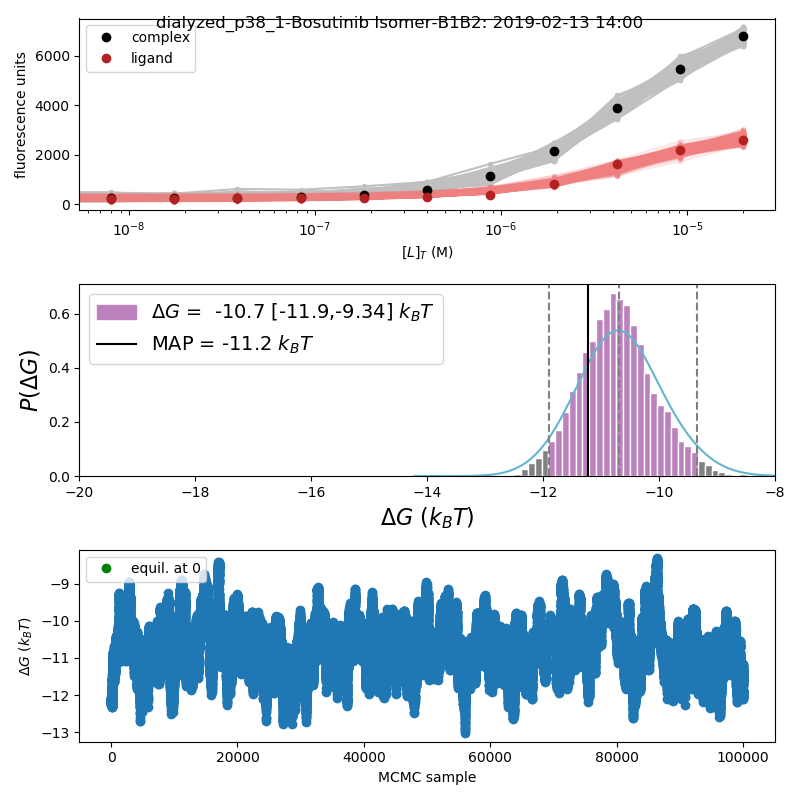 dialyzed_p38_1-Bosutinib Isomer-B1B2: 2019-02-13 14:00
complex
ligand
fluorescence units
6000
4000
2000
0
10⁻⁸ 10⁻⁷ 10⁻⁶ 10⁻⁵
[L]_T (M)
ΔG = -10.7 [-11.9,-9.34] k_BT
MAP = -11.2 k_BT
P(ΔG)
0.6
0.4
0.2
0.0
−20 −18 −16 −14 −12 −10 −8
ΔG (k_BT)
equil. at 0
ΔG (k_BT)
−9
−10
−11
−12
−13
0 20000 40000 60000 80000 100000
MCMC sample